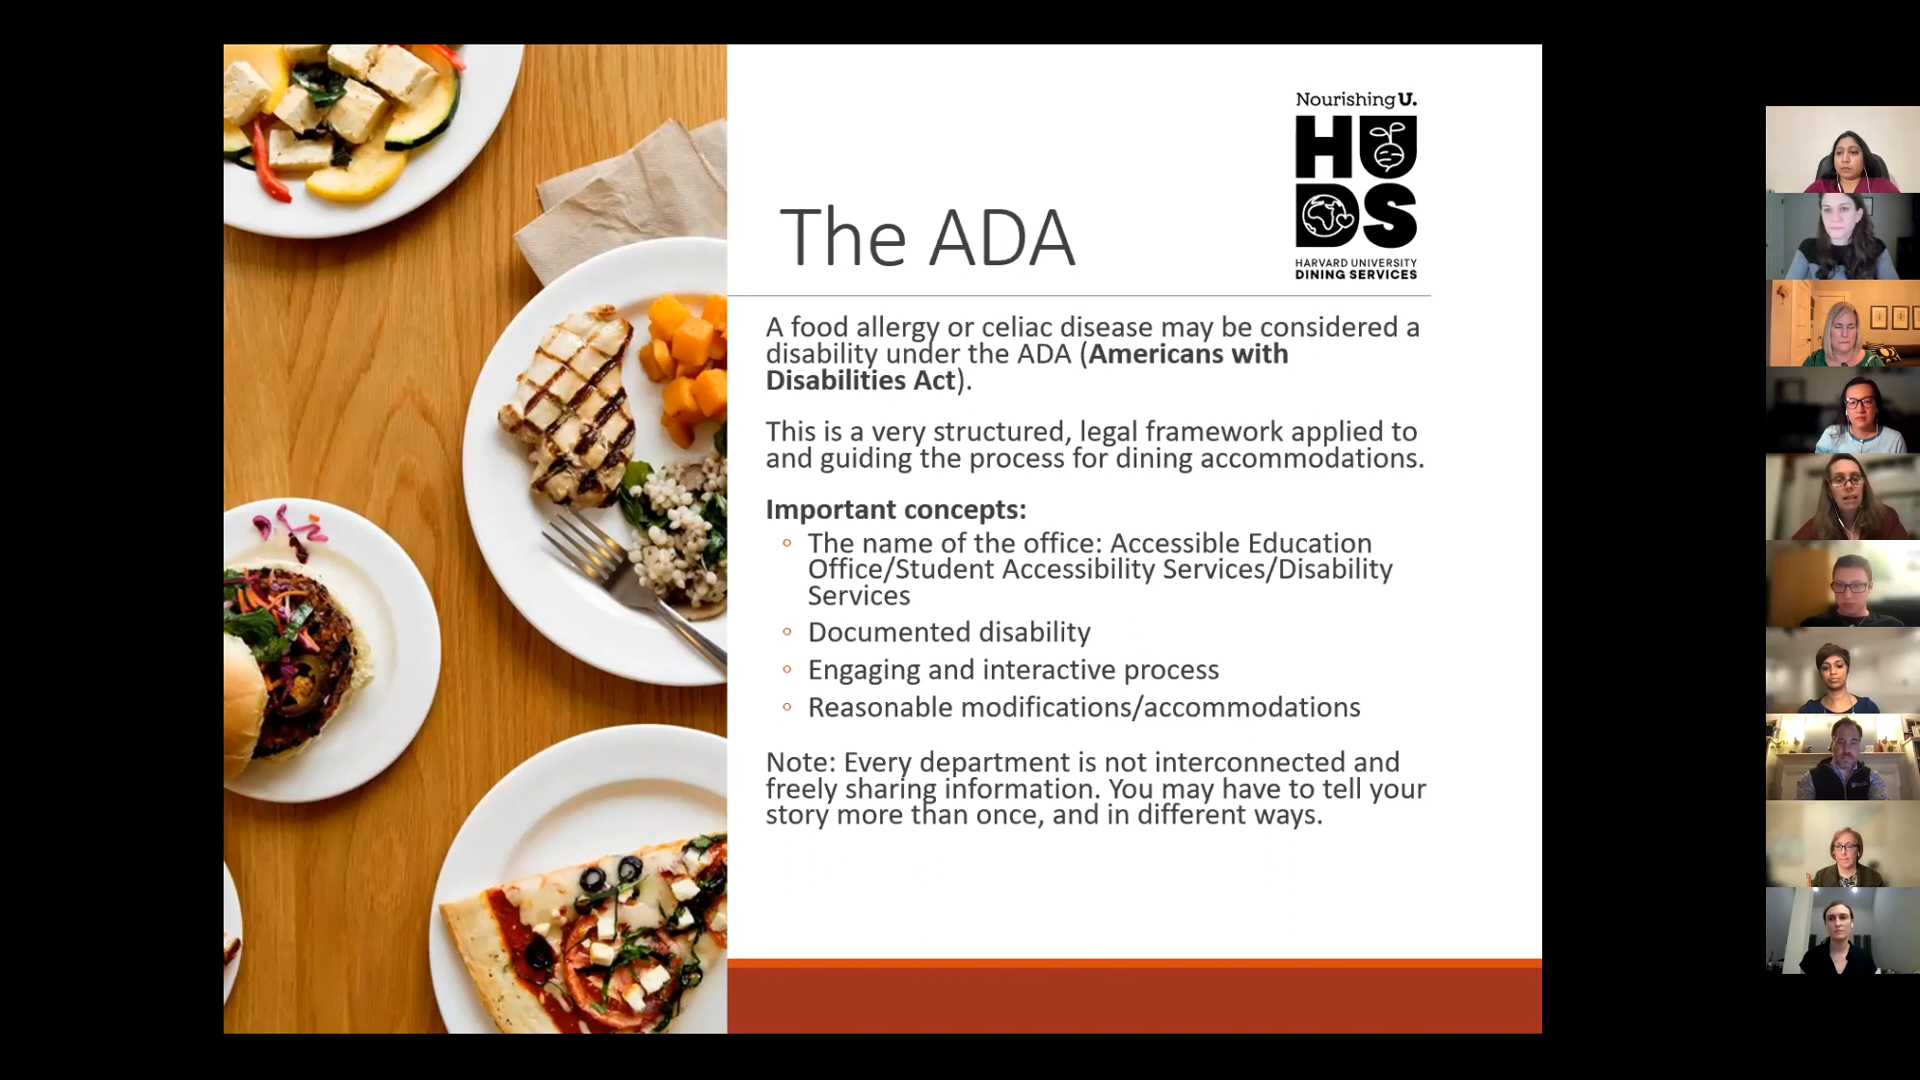 Nourishing U.
HUDS
HARVARD UNIVERSITY
DINING SERVICES
The ADA
A food allergy or celiac disease may be considered a
disability under the ADA (Americans with
Disabilities Act).
This is a very structured, legal framework applied to
and guiding the process for dining accommodations.
Important concepts:
◦ The name of the office: Accessible Education
Office/Student Accessibility Services/Disability
Services
◦ Documented disability
◦ Engaging and interactive process
◦ Reasonable modifications/accommodations
Note: Every department is not interconnected and
freely sharing information. You may have to tell your
story more than once, and in different ways.